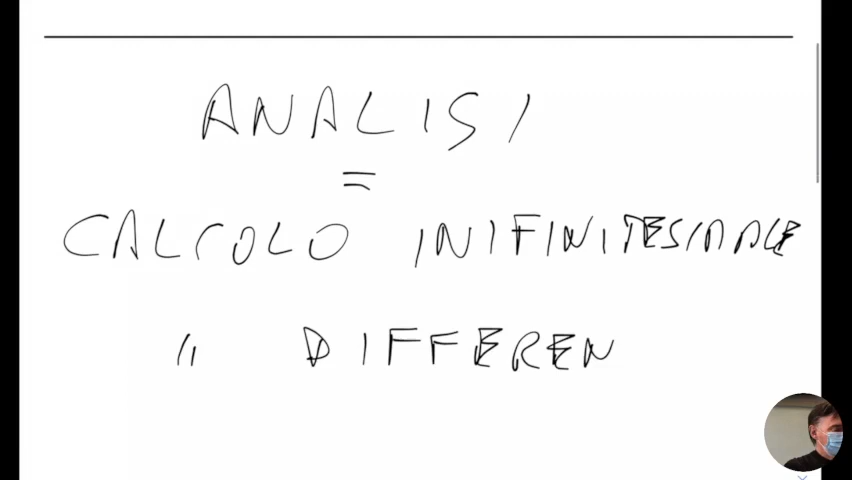 ANALISI
=
CALCOLO INIFINITESIMALE
" DIFFEREN